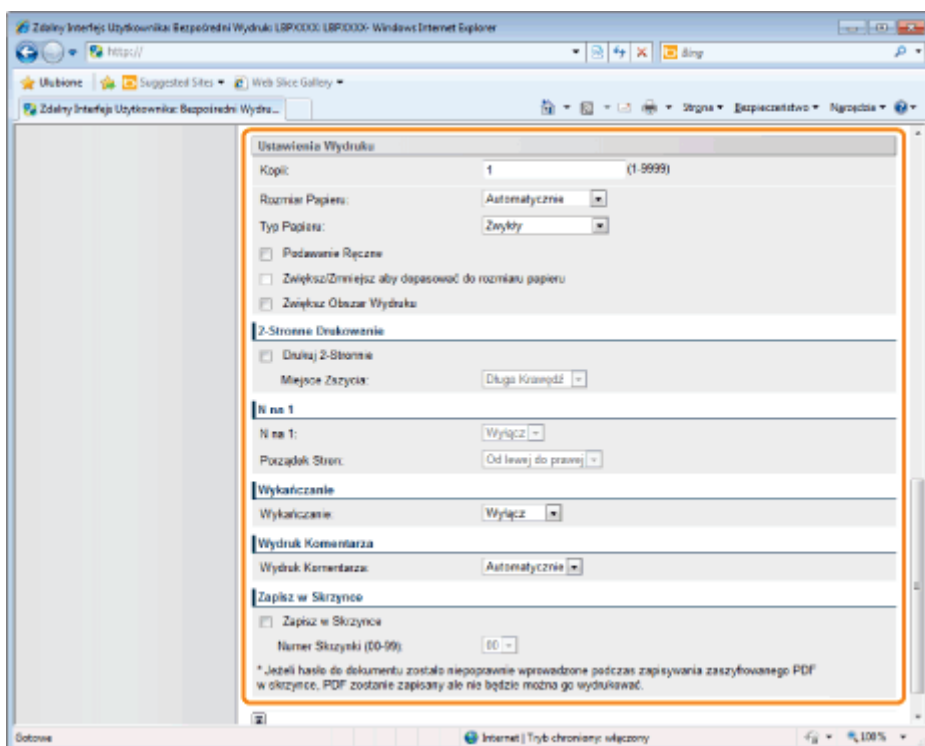 Zdalny Interfejs Użytkownika: Bezpośredni Wydruk: LBPXXXX: LBPXXXX- Windows Internet Explorer
http://
Bing
Ulubione Suggested Sites Web Slice Gallery
Zdalny Interfejs Użytkownika: Bezpośredni Wydru... Strona Bezpieczeństwo Narzędzia
Ustawienia Wydruku
Kopii: 1 (1-9999)
Rozmiar Papieru: Automatycznie
Typ Papieru: Zwykły
Podawanie Ręczne
Zwiększ/Zmniejsz aby dopasować do rozmiaru papieru
Zwiększ Obszar Wydruku
2-Stronne Drukowanie
Drukuj 2-Stronnie
Miejsce Zszycia: Długa Krawędź
N na 1
N na 1: Wyłącz
Porządek Stron: Od lewej do prawej
Wykańczanie
Wykańczanie: Wyłącz
Wydruk Komentarza
Wydruk Komentarza: Automatycznie
Zapisz w Skrzynce
Zapisz w Skrzynce
Numer Skrzynki (00-99): 00
* Jeżeli hasło do dokumentu zostało niepoprawnie wprowadzone podczas zapisywania zaszyfrowanego PDF
w skrzynce, PDF zostanie zapisany ale nie będzie można go wydrukować.
Gotowe Internet | Tryb chroniony: włączony 100%